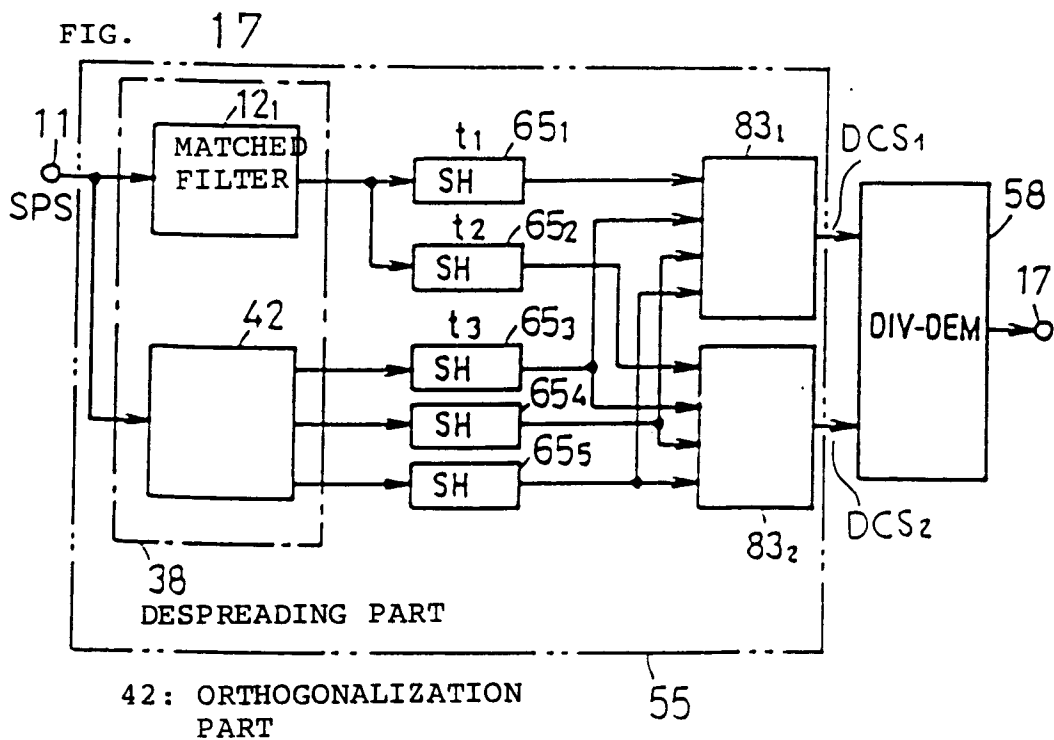 FIG. 17
11
SPS
12₁
MATCHED
FILTER
t₁
65₁
SH
t₂
65₂
SH
83₁
DCS₁
58
17
DIV-DEM
42
t₃
65₃
SH
65₄
SH
65₅
SH
83₂
DCS₂
38
DESPREADING PART
55
42: ORTHOGONALIZATION
PART